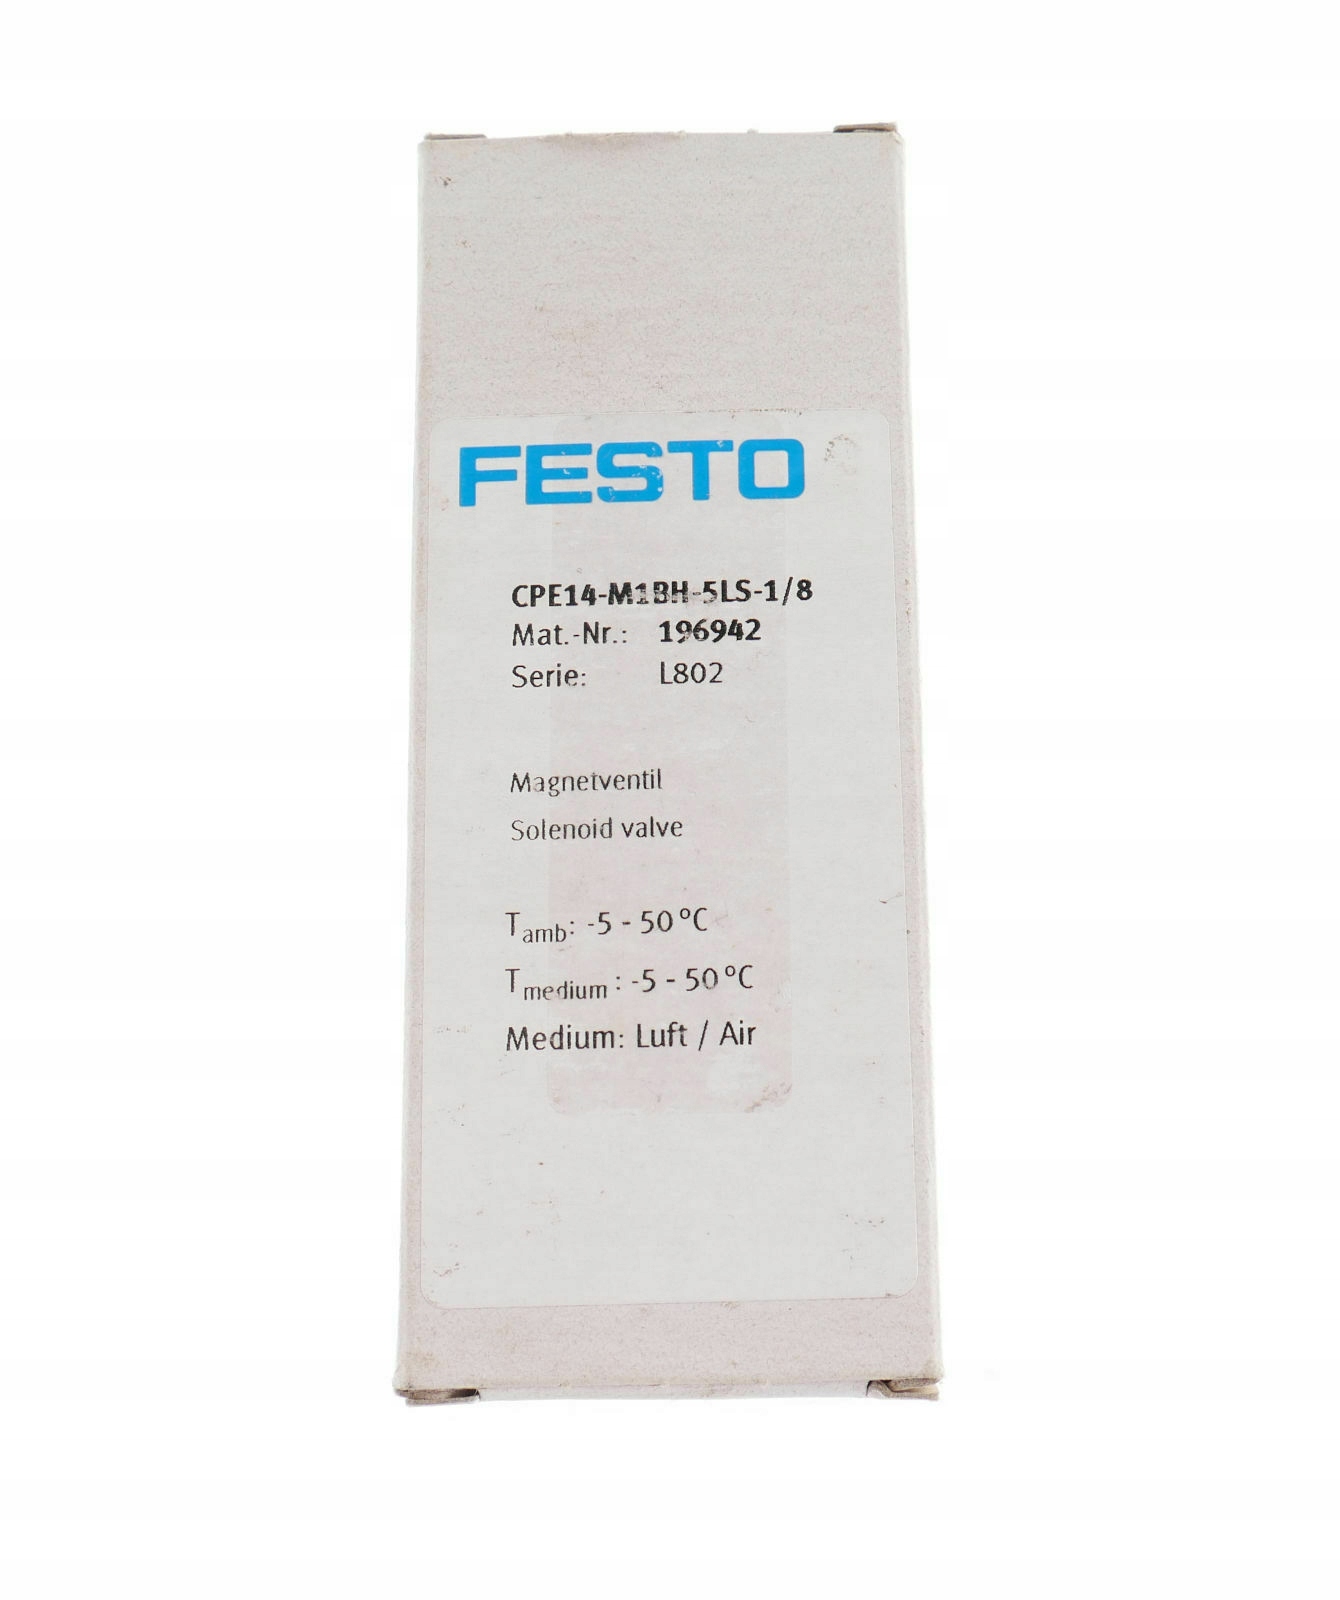 FESTO
CPE14-M1BH-5LS-1/8
Mat.-Nr.: 196942
Serie: L802
Magnetventil
Solenoid valve
Tamb: -5 - 50 °C
Tmedium : -5 - 50 °C
Medium: Luft / Air